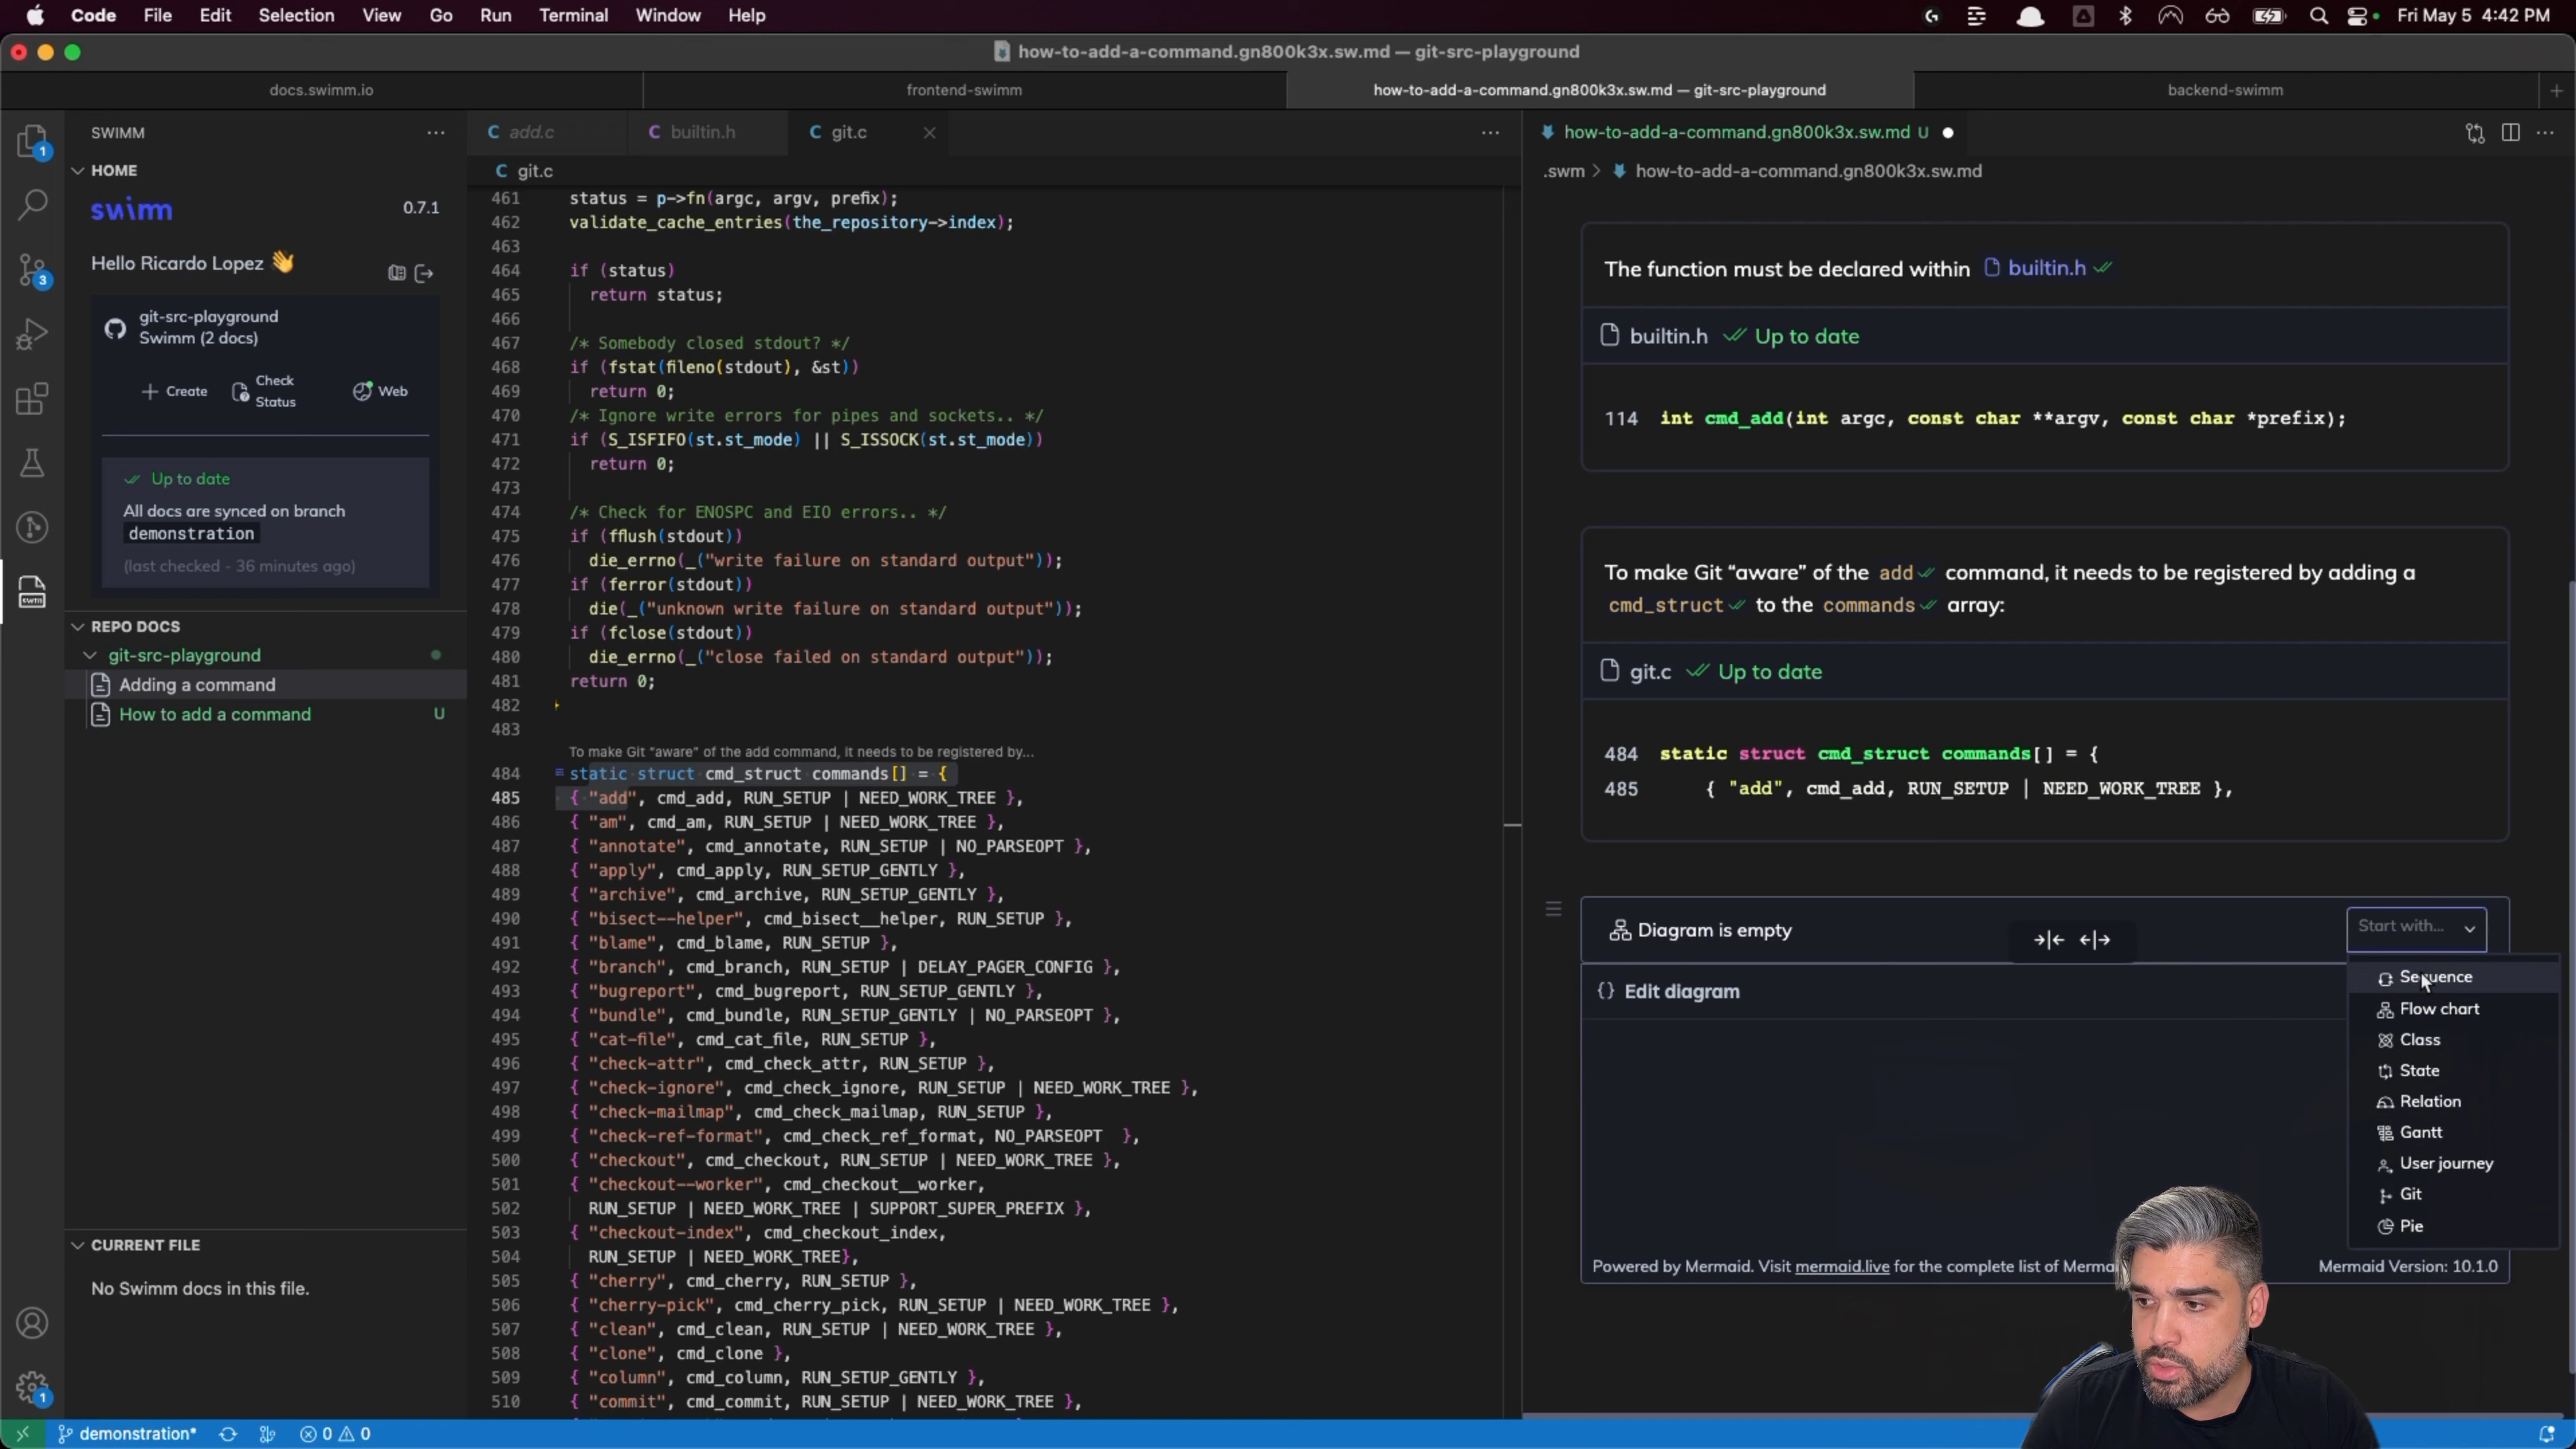 Code File Edit Selection View Go Run Terminal Window Help
Fri May 5 4:42 PM
how-to-add-a-command.gn800k3x.sw.md — git-src-playground
docs.swimm.io
frontend-swimm
how-to-add-a-command.gn800k3x.sw.md — git-src-playground
backend-swimm
SWIMM
HOME
swimm
0.7.1
Hello Ricardo Lopez 👋
git-src-playground
Swimm (2 docs)
Create
Check
Status
Web
Up to date
All docs are synced on branch
demonstration
(last checked - 36 minutes ago)
REPO DOCS
git-src-playground
Adding a command
How to add a command U
CURRENT FILE
No Swimm docs in this file.
1
3
swm
1
C add.c
C builtin.h
C git.c
C git.c
461 status = p->fn(argc, argv, prefix);
462 validate_cache_entries(the_repository->index);
463
464 if (status)
465 return status;
466
467 /* Somebody closed stdout? */
468 if (fstat(fileno(stdout), &st))
469 return 0;
470 /* Ignore write errors for pipes and sockets.. */
471 if (S_ISFIFO(st.st_mode) || S_ISSOCK(st.st_mode))
472 return 0;
473
474 /* Check for ENOSPC and EIO errors.. */
475 if (fflush(stdout))
476 die_errno(_("write failure on standard output"));
477 if (ferror(stdout))
478 die(_("unknown write failure on standard output"));
479 if (fclose(stdout))
480 die_errno(_("close failed on standard output"));
481 return 0;
482
483
To make Git “aware” of the add command, it needs to be registered by...
484 static struct cmd_struct commands[] = {
485 { "add", cmd_add, RUN_SETUP | NEED_WORK_TREE },
486 { "am", cmd_am, RUN_SETUP | NEED_WORK_TREE },
487 { "annotate", cmd_annotate, RUN_SETUP | NO_PARSEOPT },
488 { "apply", cmd_apply, RUN_SETUP_GENTLY },
489 { "archive", cmd_archive, RUN_SETUP_GENTLY },
490 { "bisect--helper", cmd_bisect__helper, RUN_SETUP },
491 { "blame", cmd_blame, RUN_SETUP },
492 { "branch", cmd_branch, RUN_SETUP | DELAY_PAGER_CONFIG },
493 { "bugreport", cmd_bugreport, RUN_SETUP_GENTLY },
494 { "bundle", cmd_bundle, RUN_SETUP_GENTLY | NO_PARSEOPT },
495 { "cat-file", cmd_cat_file, RUN_SETUP },
496 { "check-attr", cmd_check_attr, RUN_SETUP },
497 { "check-ignore", cmd_check_ignore, RUN_SETUP | NEED_WORK_TREE },
498 { "check-mailmap", cmd_check_mailmap, RUN_SETUP },
499 { "check-ref-format", cmd_check_ref_format, NO_PARSEOPT },
500 { "checkout", cmd_checkout, RUN_SETUP | NEED_WORK_TREE },
501 { "checkout--worker", cmd_checkout__worker,
502 RUN_SETUP | NEED_WORK_TREE | SUPPORT_SUPER_PREFIX },
503 { "checkout-index", cmd_checkout_index,
504 RUN_SETUP | NEED_WORK_TREE},
505 { "cherry", cmd_cherry, RUN_SETUP },
506 { "cherry-pick", cmd_cherry_pick, RUN_SETUP | NEED_WORK_TREE },
507 { "clean", cmd_clean, RUN_SETUP | NEED_WORK_TREE },
508 { "clone", cmd_clone },
509 { "column", cmd_column, RUN_SETUP_GENTLY },
510 { "commit", cmd_commit, RUN_SETUP | NEED_WORK_TREE },
how-to-add-a-command.gn800k3x.sw.md U
.swm > how-to-add-a-command.gn800k3x.sw.md
The function must be declared within builtin.h
builtin.h Up to date
114 int cmd_add(int argc, const char **argv, const char *prefix);
To make Git “aware” of the add command, it needs to be registered by adding a
cmd_struct to the commands array:
git.c Up to date
484 static struct cmd_struct commands[] = {
485 { "add", cmd_add, RUN_SETUP | NEED_WORK_TREE },
Diagram is empty
Start with...
{} Edit diagram
Sequence
Flow chart
Class
State
Relation
Gantt
User journey
Git
Pie
Powered by Mermaid. Visit mermaid.live for the complete list of
Mermaid Version: 10.1.0
demonstration* 0 0